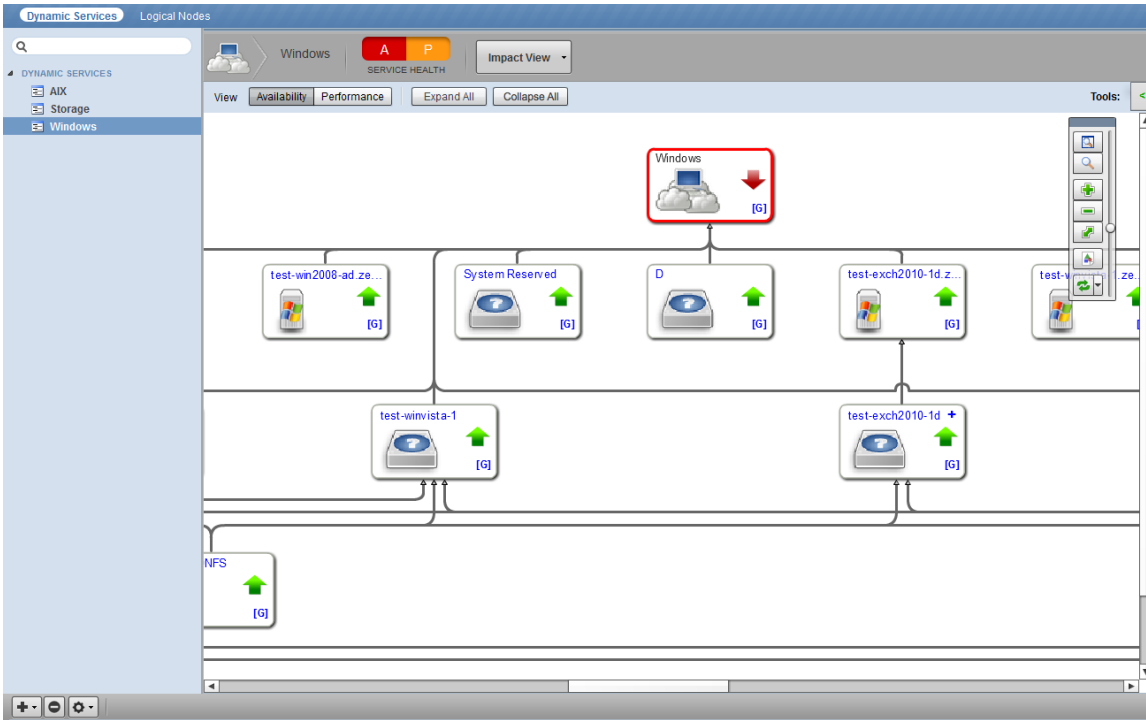 Dynamic Services Logical Nodes
Windows
A P
SERVICE HEALTH
Impact View
DYNAMIC SERVICES
AIX
Storage
Windows
View Availability Performance Expand All Collapse All Tools:
Windows
[G]
test-win2008-ad.ze...
[G]
System Reserved
[G]
D
[G]
test-exch2010-1d.z...
[G]
test-winvista-1
[G]
test-exch2010-1d +
[G]
NFS
[G]